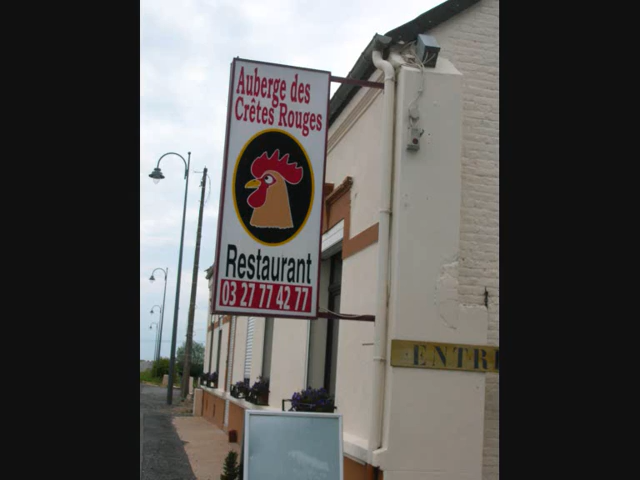 Auberge des
Crêtes Rouges
Restaurant
03 27 77 42 77
ENTR